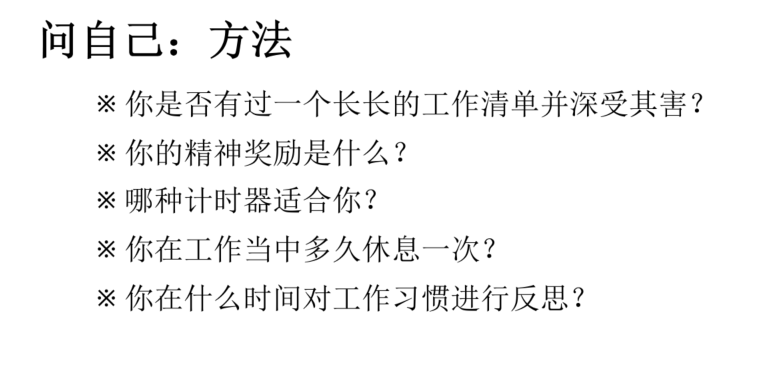 问自己：方法
※ 你是否有过一个长长的工作清单并深受其害？
※ 你的精神奖励是什么？
※ 哪种计时器适合你？
※ 你在工作当中多久休息一次？
※ 你在什么时间对工作习惯进行反思？